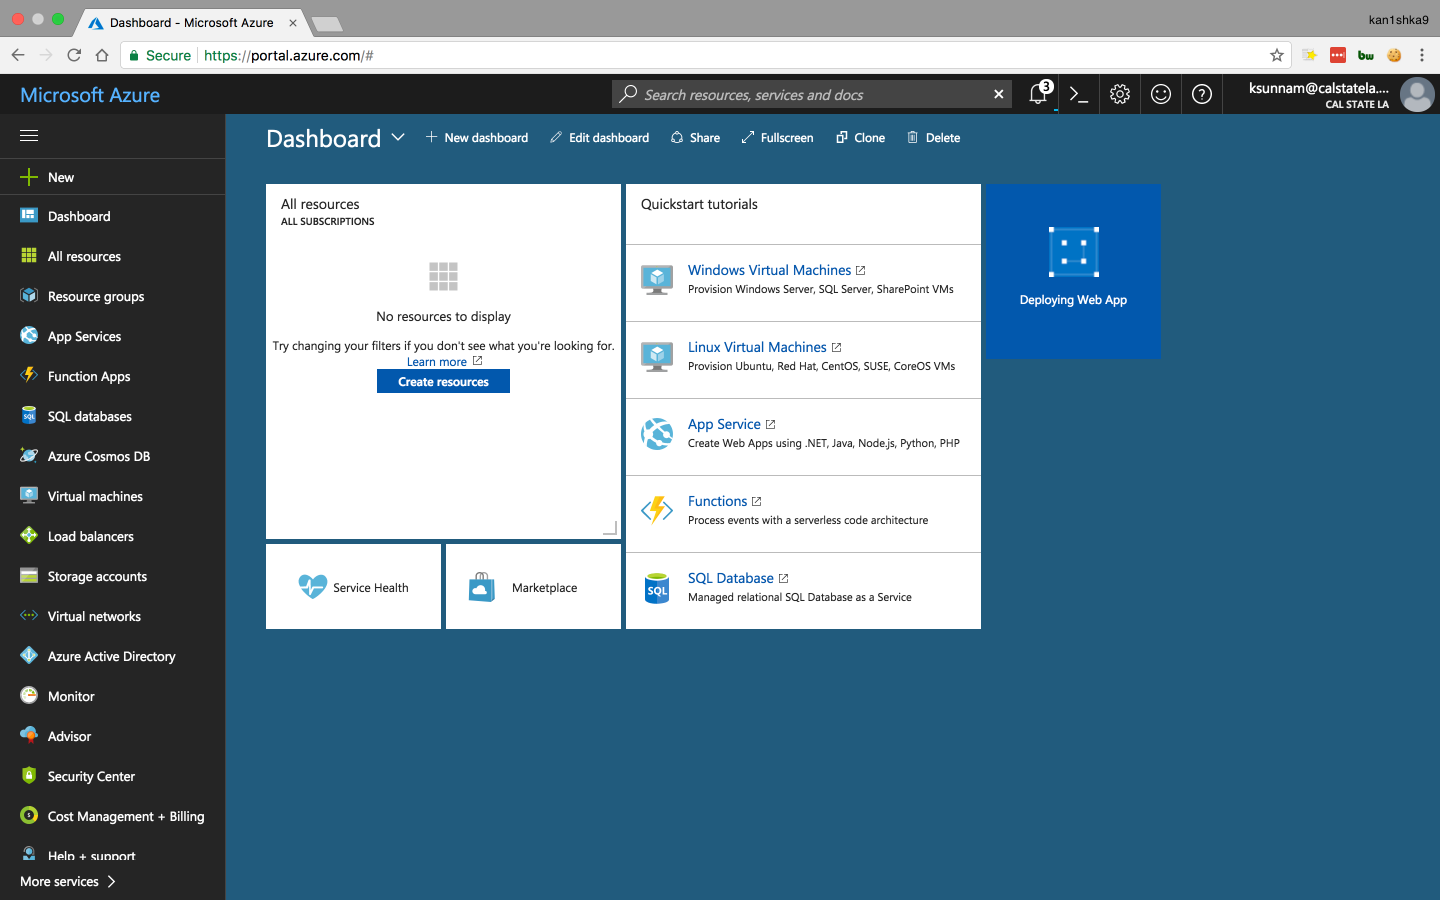 Dashboard - Microsoft Azure
kan1shka9
Secure https://portal.azure.com/#
bw
Microsoft Azure
Search resources, services and docs
3
ksunnam@calstatela....
CAL STATE LA
Dashboard
New dashboard
Edit dashboard
Share
Fullscreen
Clone
Delete
New
Dashboard
All resources
Resource groups
App Services
Function Apps
SQL databases
Azure Cosmos DB
Virtual machines
Load balancers
Storage accounts
Virtual networks
Azure Active Directory
Monitor
Advisor
Security Center
Cost Management + Billing
Help + support
More services
All resources
ALL SUBSCRIPTIONS
No resources to display
Try changing your filters if you don't see what you're looking for.
Learn more
Create resources
Service Health
Marketplace
Quickstart tutorials
Windows Virtual Machines
Provision Windows Server, SQL Server, SharePoint VMs
Linux Virtual Machines
Provision Ubuntu, Red Hat, CentOS, SUSE, CoreOS VMs
App Service
Create Web Apps using .NET, Java, Node.js, Python, PHP
Functions
Process events with a serverless code architecture
SQL
SQL Database
Managed relational SQL Database as a Service
Deploying Web App